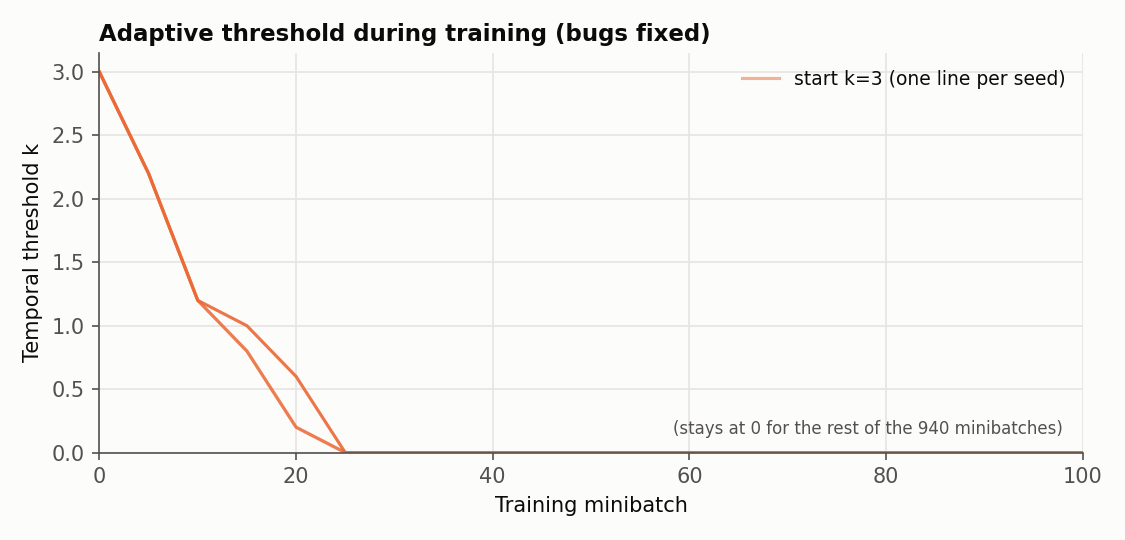 Adaptive threshold during training (bugs fixed)
start k=3 (one line per seed)
Temporal threshold k
3.0
2.5
2.0
1.5
1.0
0.5
0.0
(stays at 0 for the rest of the 940 minibatches)
0 20 40 60 80 100
Training minibatch